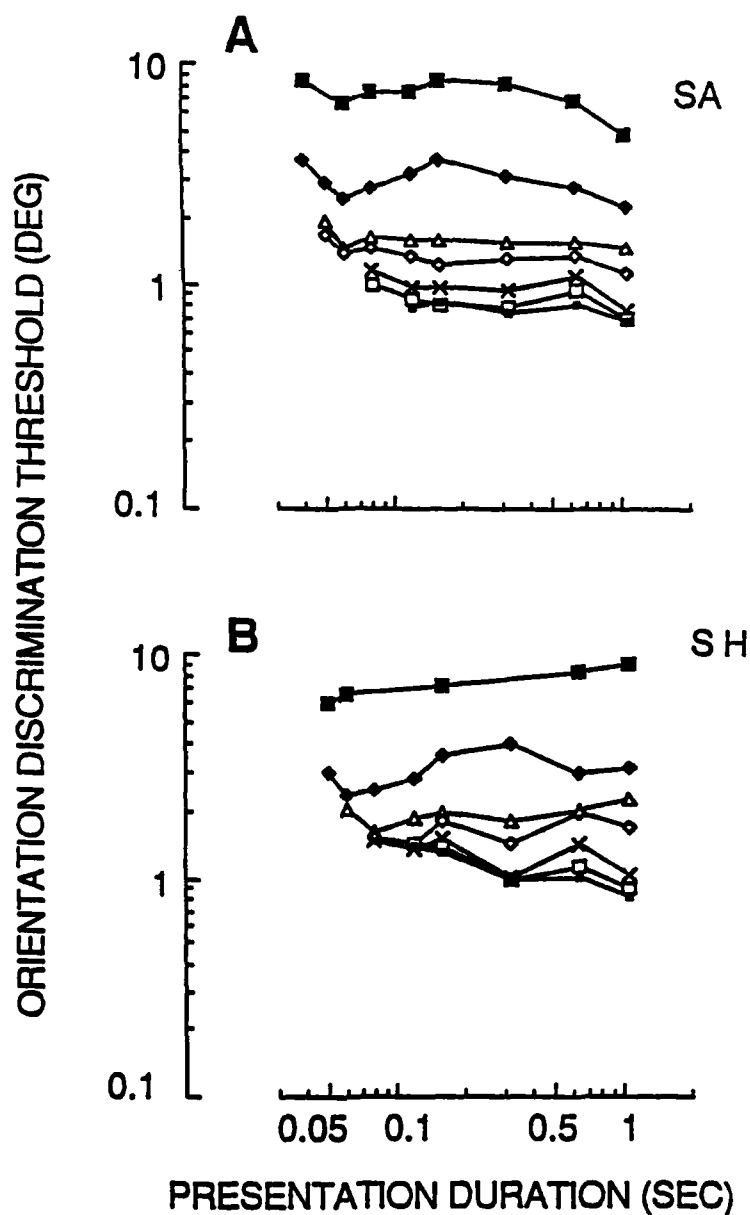 A
SA
10
1
0.1
B
SH
10
1
0.1
0.05 0.1 0.5 1
PRESENTATION DURATION (SEC)
ORIENTATION DISCRIMINATION THRESHOLD (DEG)